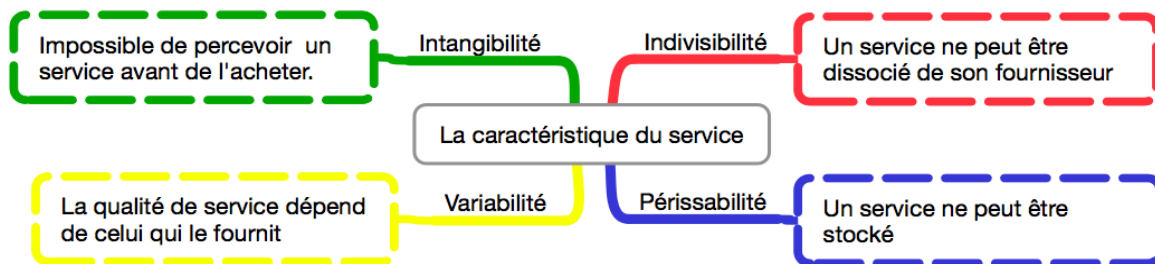 Impossible de percevoir un
service avant de l'acheter.
Intangibilité
Indivisibilité
Un service ne peut être
dissocié de son fournisseur
La caractéristique du service
La qualité de service dépend
de celui qui le fournit
Variabilité
Périssabilité
Un service ne peut être
stocké